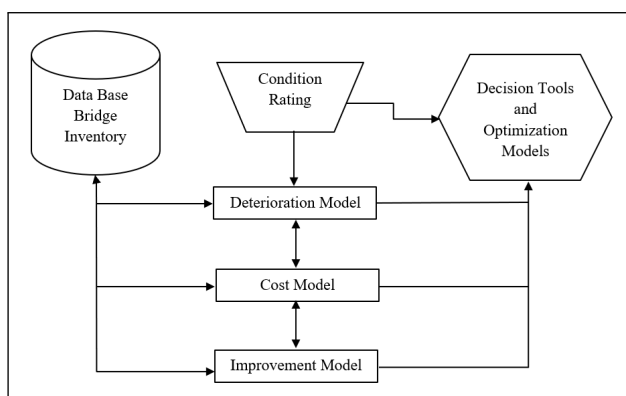 Data Base
Bridge
Inventory
Condition
Rating
Decision Tools
and
Optimization
Models
Deterioration Model
Cost Model
Improvement Model